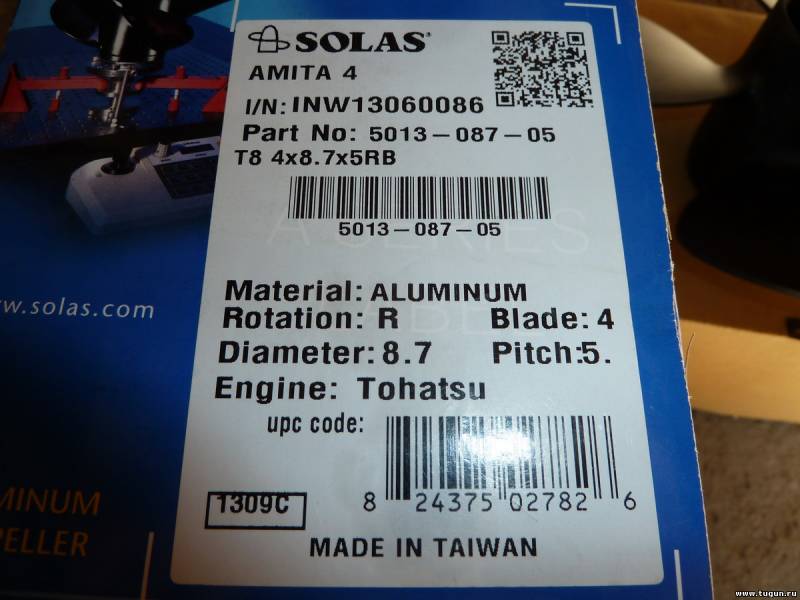 SOLAS®
AMITA 4
I/N: INW13060086
Part No: 5013-087-05
T8 4x8.7x5RB
5013-087-05
A SERIES
Material: ALUMINUM
Rotation: R Blade: 4
Diameter: 8.7 Pitch:5.
Engine: Tohatsu
upc code:
8 24375 02782 6
1309C
MADE IN TAIWAN
w.solas.com
MINUM
PELLER
www.tugun.ru